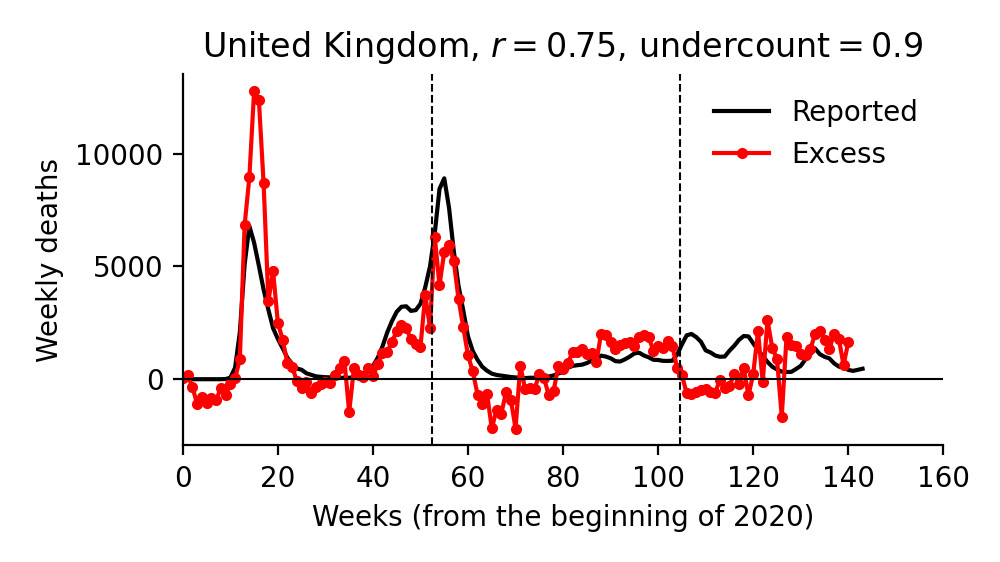 United Kingdom, r = 0.75, undercount = 0.9
Reported
Excess
Weekly deaths
10000
5000
0
0 20 40 60 80 100 120 140 160
Weeks (from the beginning of 2020)